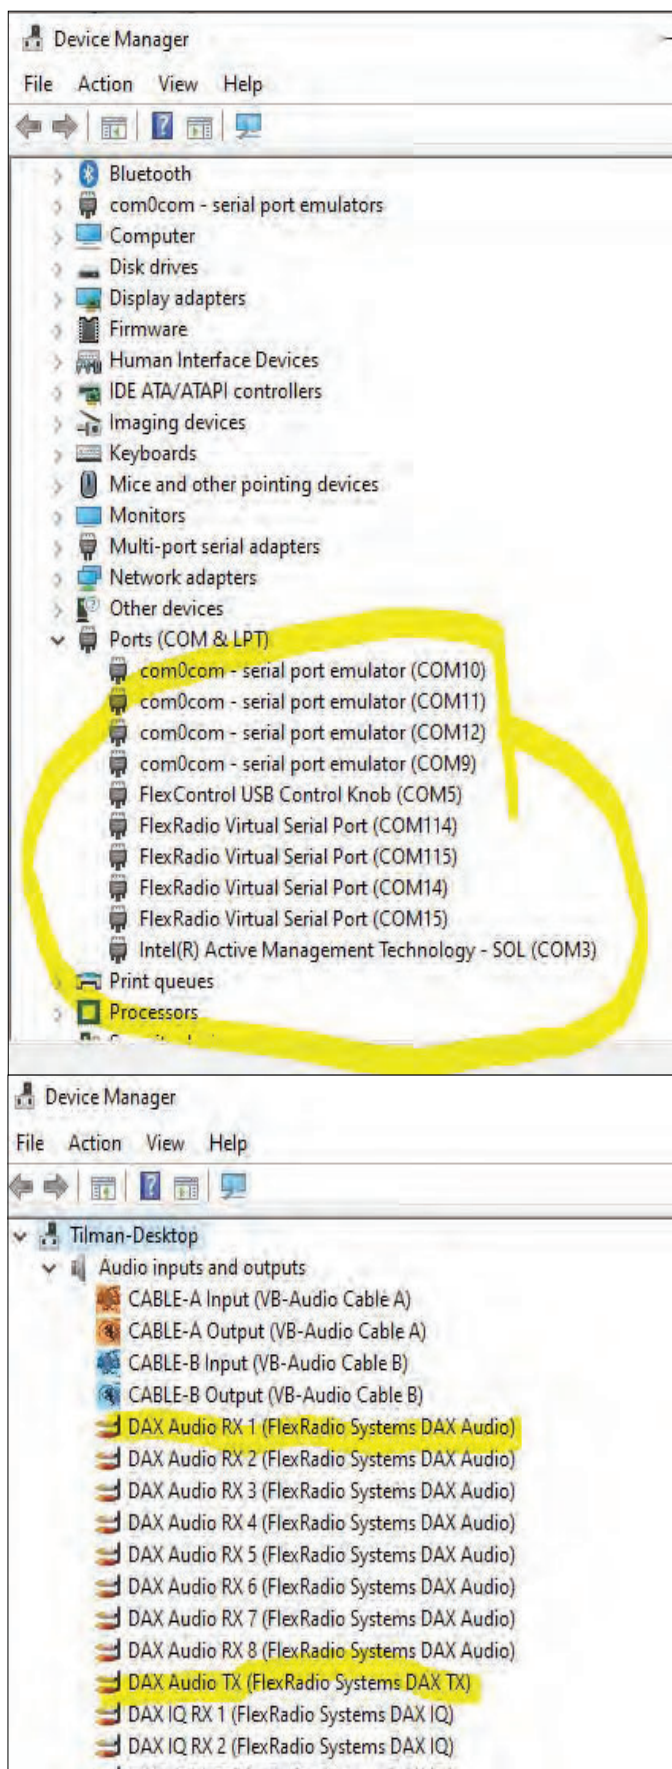 Device Manager
File Action View Help
Bluetooth
com0com - serial port emulators
Computer
Disk drives
Display adapters
Firmware
Human Interface Devices
IDE ATA/ATAPI controllers
Imaging devices
Keyboards
Mice and other pointing devices
Monitors
Multi-port serial adapters
Network adapters
Other devices
Ports (COM & LPT)
com0com - serial port emulator (COM10)
com0com - serial port emulator (COM11)
com0com - serial port emulator (COM12)
com0com - serial port emulator (COM9)
FlexControl USB Control Knob (COM5)
FlexRadio Virtual Serial Port (COM114)
FlexRadio Virtual Serial Port (COM115)
FlexRadio Virtual Serial Port (COM14)
FlexRadio Virtual Serial Port (COM15)
Intel(R) Active Management Technology - SOL (COM3)
Print queues
Processors
Device Manager
File Action View Help
Tilman-Desktop
Audio inputs and outputs
CABLE-A Input (VB-Audio Cable A)
CABLE-A Output (VB-Audio Cable A)
CABLE-B Input (VB-Audio Cable B)
CABLE-B Output (VB-Audio Cable B)
DAX Audio RX 1 (FlexRadio Systems DAX Audio)
DAX Audio RX 2 (FlexRadio Systems DAX Audio)
DAX Audio RX 3 (FlexRadio Systems DAX Audio)
DAX Audio RX 4 (FlexRadio Systems DAX Audio)
DAX Audio RX 5 (FlexRadio Systems DAX Audio)
DAX Audio RX 6 (FlexRadio Systems DAX Audio)
DAX Audio RX 7 (FlexRadio Systems DAX Audio)
DAX Audio RX 8 (FlexRadio Systems DAX Audio)
DAX Audio TX (FlexRadio Systems DAX TX)
DAX IQ RX 1 (FlexRadio Systems DAX IQ)
DAX IQ RX 2 (FlexRadio Systems DAX IQ)